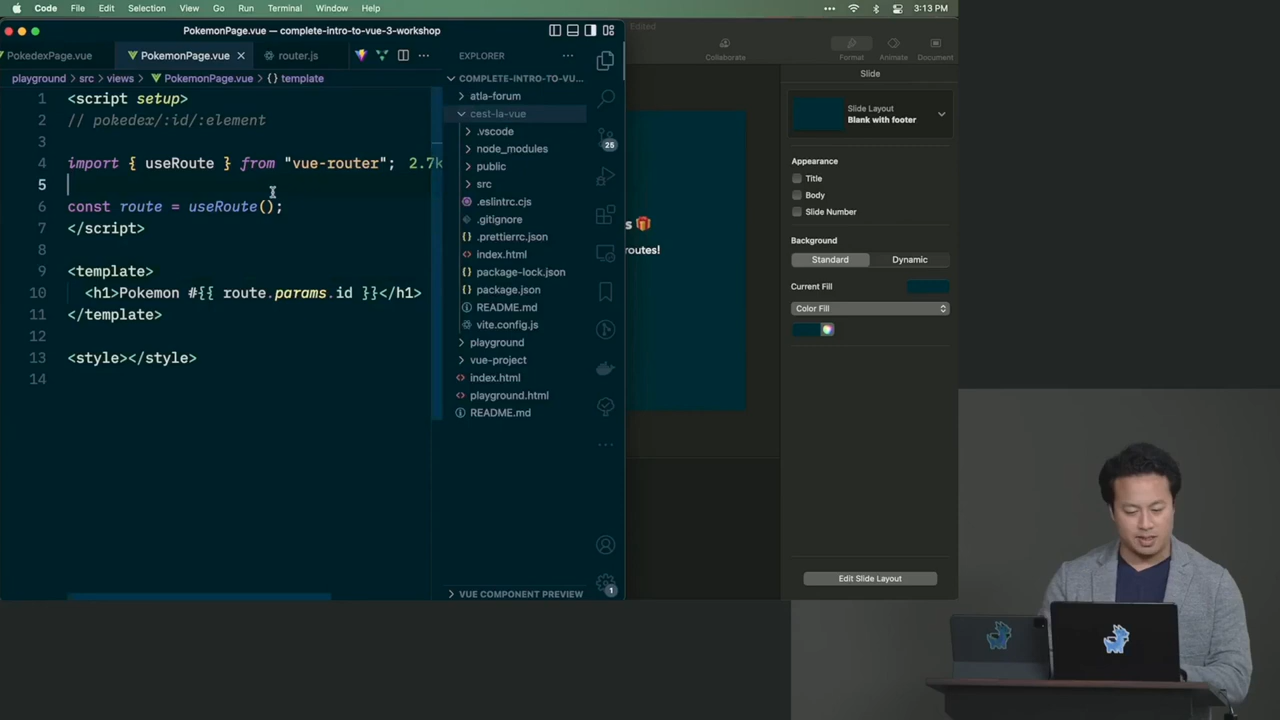 Code File Edit Selection View Go Run Terminal Window Help 3:13 PM
PokemonPage.vue — complete-intro-to-vue-3-workshop
PokedexPage.vue PokemonPage.vue router.js
playground > src > views > PokemonPage.vue > template
1 <script setup>
2 // pokedex/:id/:element
3
4 import { useRoute } from "vue-router"; 2.7k
5
6 const route = useRoute();
7 </script>
8
9 <template>
10 <h1>Pokemon #{{ route.params.id }}</h1>
11 </template>
12
13 <style></style>
14
EXPLORER
COMPLETE-INTRO-TO-VU...
atla-forum
cest-la-vue
.vscode
node_modules
public
src
.eslintrc.cjs
.gitignore
.prettierrc.json
index.html
package-lock.json
package.json
README.md
vite.config.js
playground
vue-project
index.html
playground.html
README.md
VUE COMPONENT PREVIEW
25
1
Edited
Collaborate
Format Animate Document
s 🎁
routes!
Slide
Slide Layout
Blank with footer
Appearance
Title
Body
Slide Number
Background
Standard Dynamic
Current Fill
Color Fill
Edit Slide Layout